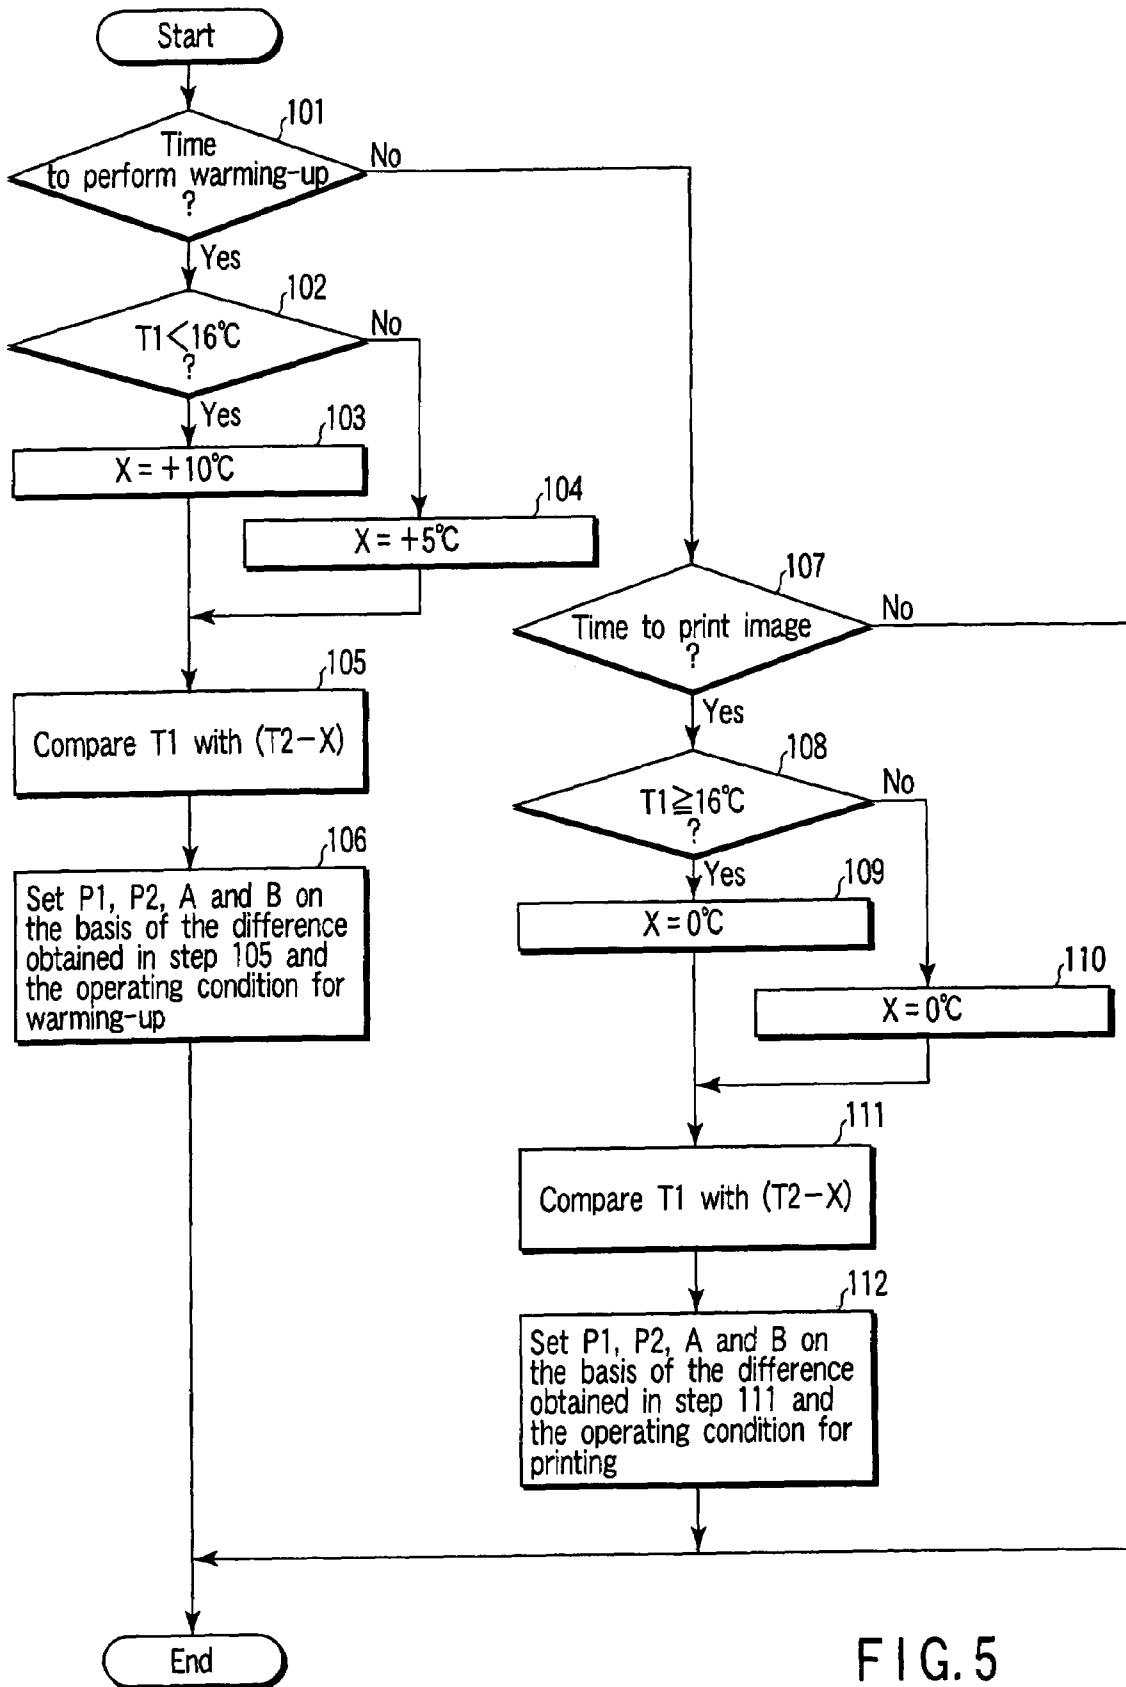 Start
101
Time
to perform warming-up
?
No
Yes
102
T1<16℃
?
No
Yes
103
X=+10℃
104
X=+5℃
105
Compare T1 with (T2-X)
106
Set P1, P2, A and B on
the basis of the difference
obtained in step 105 and
the operating condition for
warming-up
107
Time to print image
?
No
Yes
108
T1≧16℃
?
No
Yes
109
X=0℃
110
X=0℃
111
Compare T1 with (T2-X)
112
Set P1, P2, A and B on
the basis of the difference
obtained in step 111 and
the operating condition for
printing
End
FIG. 5